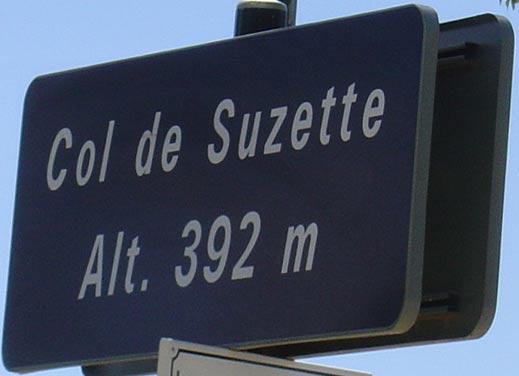 Col de Suzette
Alt. 392 m